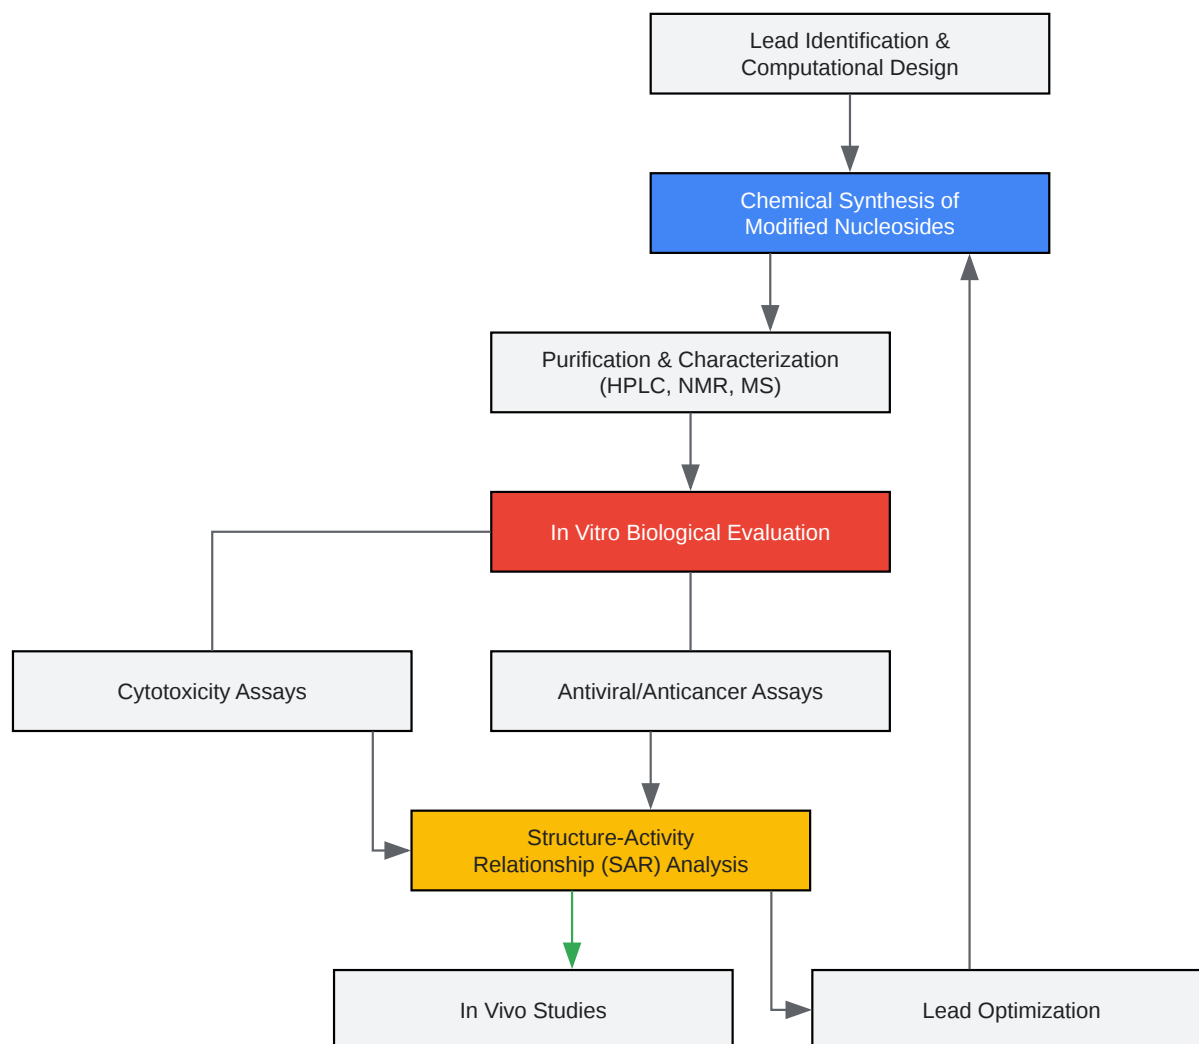 Lead Identification &
Computational Design
Chemical Synthesis of
Modified Nucleosides
Purification & Characterization
(HPLC, NMR, MS)
In Vitro Biological Evaluation
Cytotoxicity Assays
Antiviral/Anticancer Assays
Structure-Activity
Relationship (SAR) Analysis
In Vivo Studies
Lead Optimization